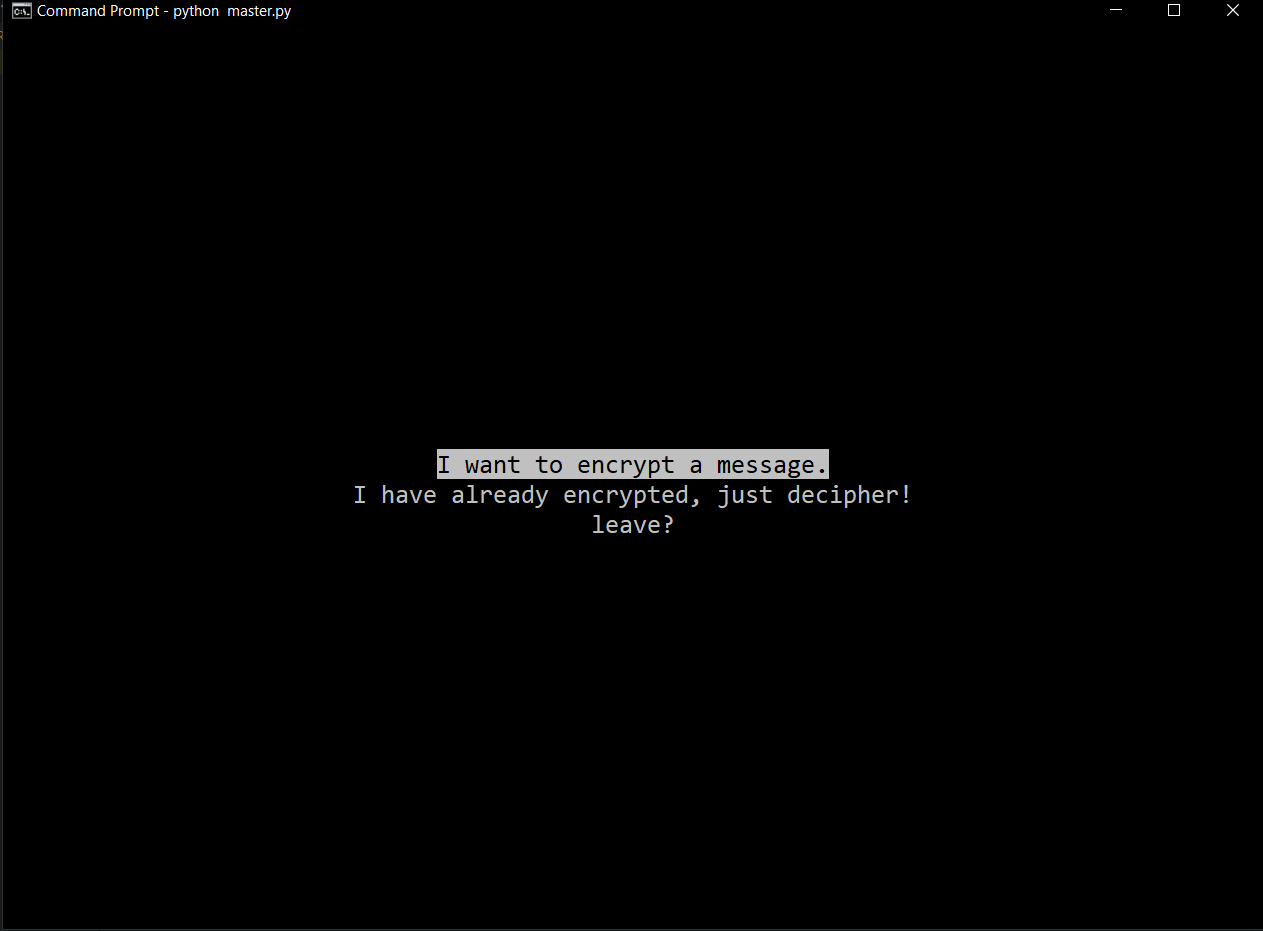 Command Prompt - python  master.py
I want to encrypt a message.
I have already encrypted, just decipher!
leave?